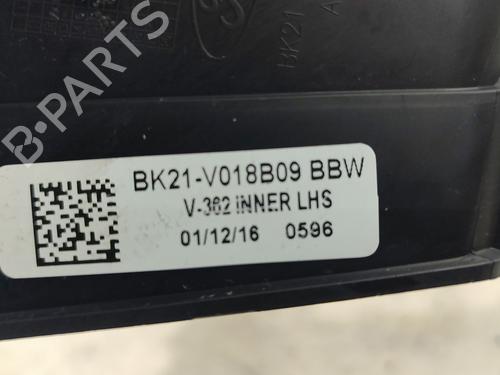 BK21
A
B-PARTS
BK21-V018B09 BBW
V-362 INNER LHS
01/12/16 0596